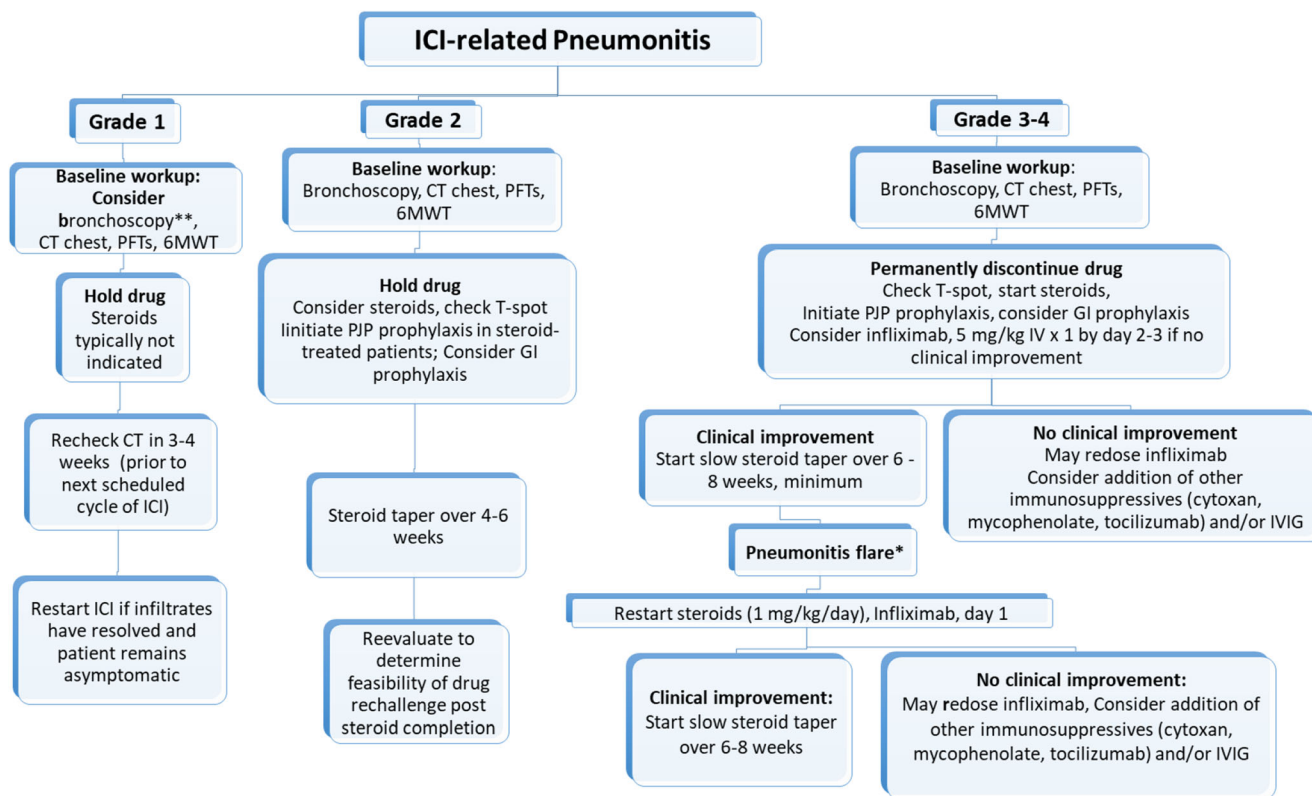 ICI-related Pneumonitis
Grade 1
Baseline workup:
Consider
bronchoscopy**,
CT chest, PFTs, 6MWT
Hold drug
Steroids
typically not
indicated
Recheck CT in 3-4
weeks (prior to
next scheduled
cycle of ICI)
Restart ICI if infiltrates
have resolved and
patient remains
asymptomatic
Grade 2
Baseline workup:
Bronchoscopy, CT chest, PFTs,
6MWT
Hold drug
Consider steroids, check T-spot
Iinitiate PJP prophylaxis in steroid-
treated patients; Consider GI
prophylaxis
Steroid taper over 4-6
weeks
Reevaluate to
determine
feasibility of drug
rechallenge post
steroid completion
Grade 3-4
Baseline workup:
Bronchoscopy, CT chest, PFTs,
6MWT
Permanently discontinue drug
Check T-spot, start steroids,
Initiate PJP prophylaxis, consider GI prophylaxis
Consider infliximab, 5 mg/kg IV x 1 by day 2-3 if no
clinical improvement
Clinical improvement
Start slow steroid taper over 6 -
8 weeks, minimum
No clinical improvement
May redose infliximab
Consider addition of other
immunosuppressives (cytoxan,
mycophenolate, tocilizumab) and/or IVIG
Pneumonitis flare*
Restart steroids (1 mg/kg/day), Infliximab, day 1
Clinical improvement:
Start slow steroid taper
over 6-8 weeks
No clinical improvement:
May redose infliximab, Consider addition of
other immunosuppressives (cytoxan,
mycophenolate, tocilizumab) and/or IVIG